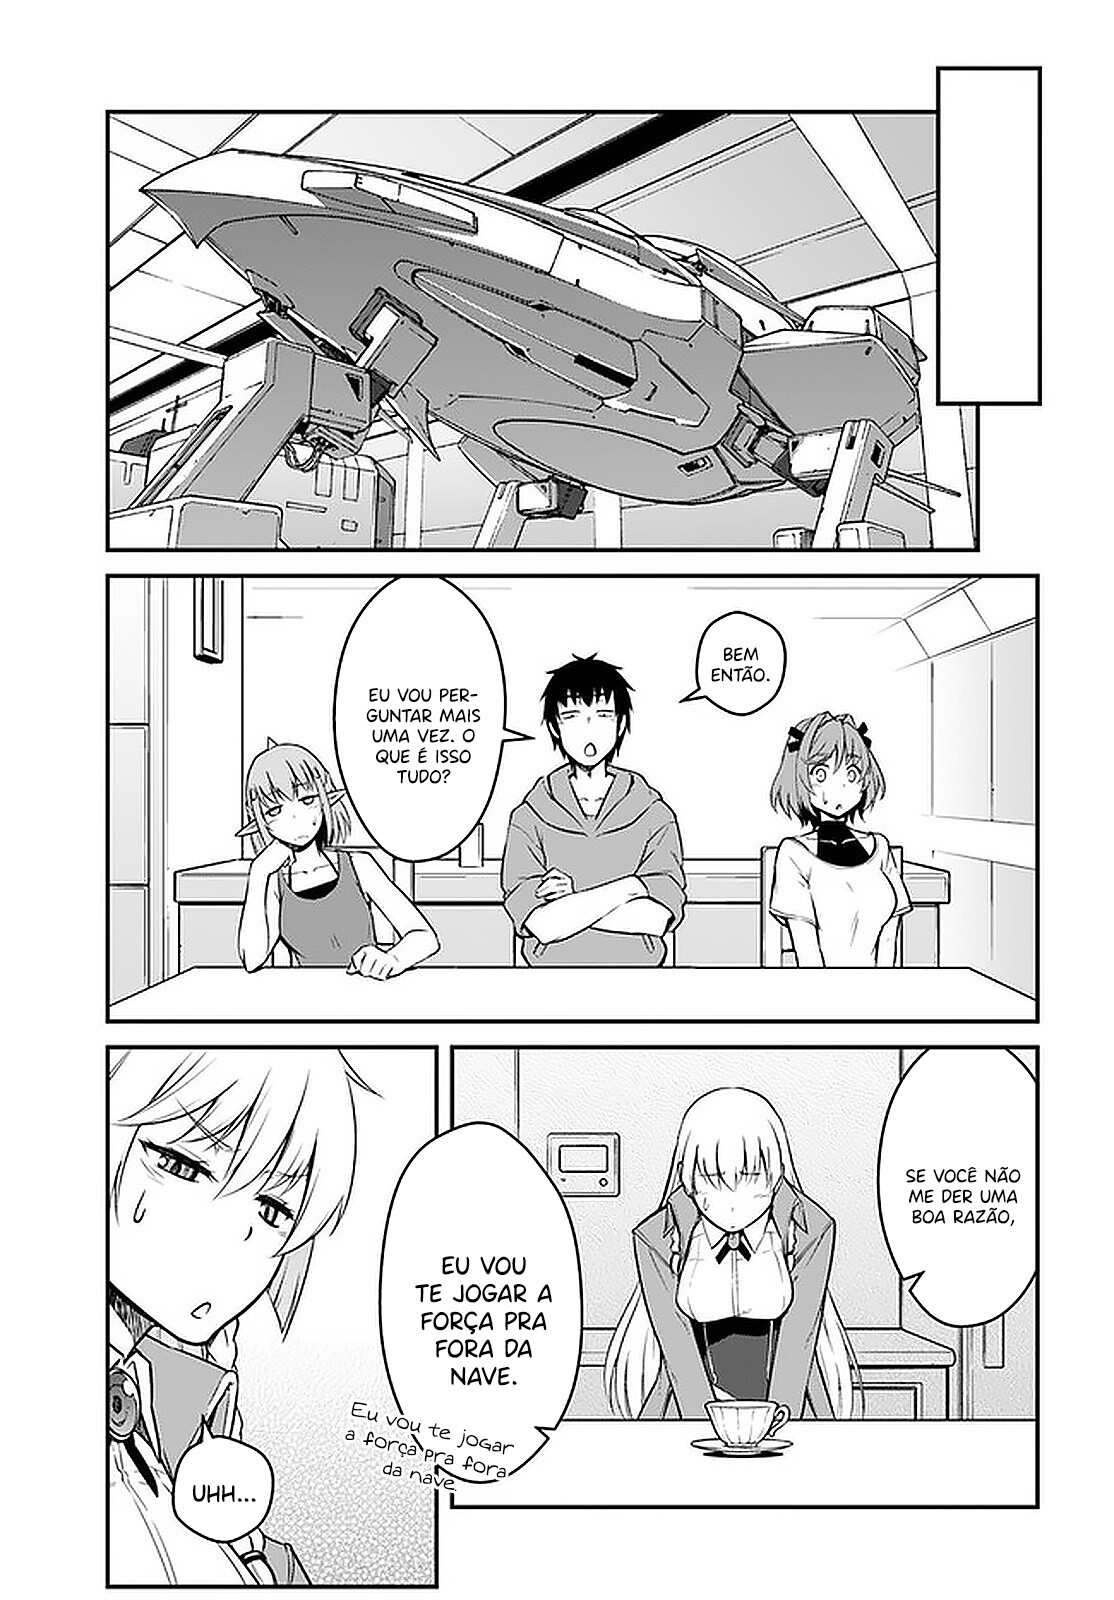 BEM
ENTÃO.
EU VOU PER-
GUNTAR MAIS
UMA VEZ. O
QUE É ISSO
TUDO?
SE VOCÊ NÃO
ME DER UMA
BOA RAZÃO,
EU VOU
TE JOGAR A
FORÇA PRA
FORA DA
NAVE.
Eu vou te jogar
a força pra fora
da nave.
UHH...